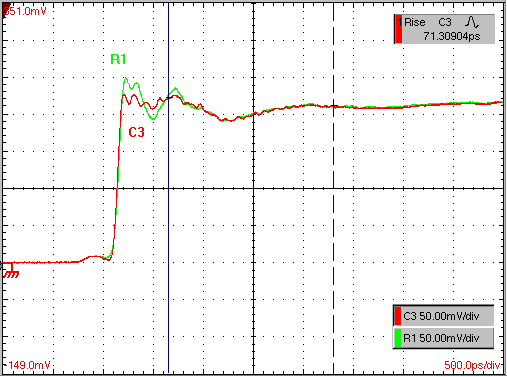 351.0mV
1 Rise C3
71.30904ps
R1
C3
C3 50.00mV/div
R1 50.00mV/div
-149.0mV
500.0ps/div